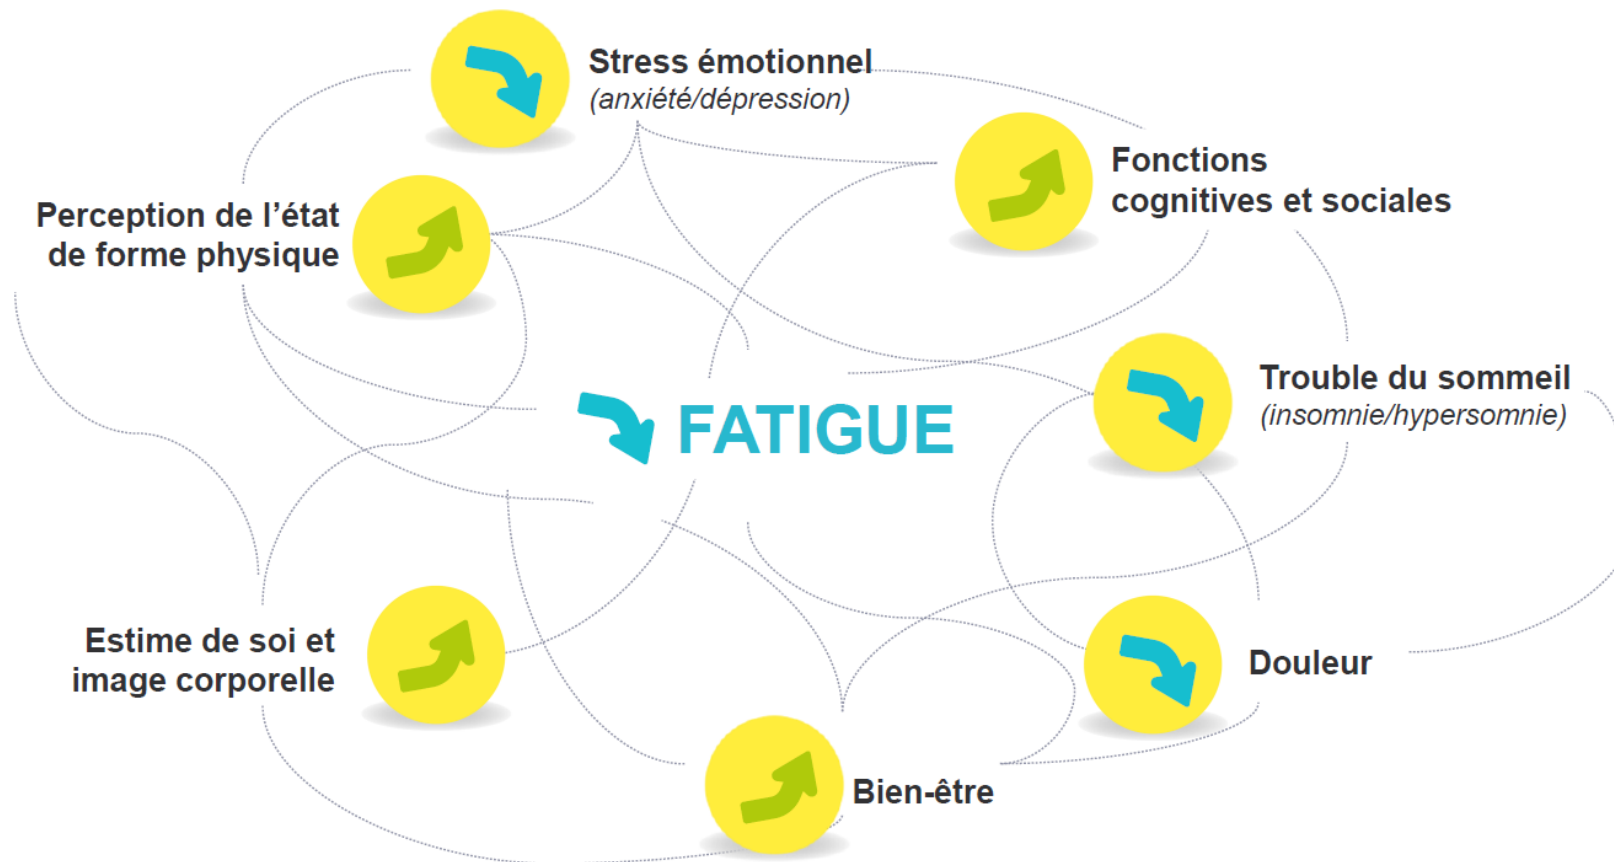 Stress émotionnel
(anxiété/dépression)
Fonctions
cognitives et sociales
Perception de l’état
de forme physique
Trouble du sommeil
(insomnie/hypersomnie)
FATIGUE
Estime de soi et
image corporelle
Douleur
Bien-être